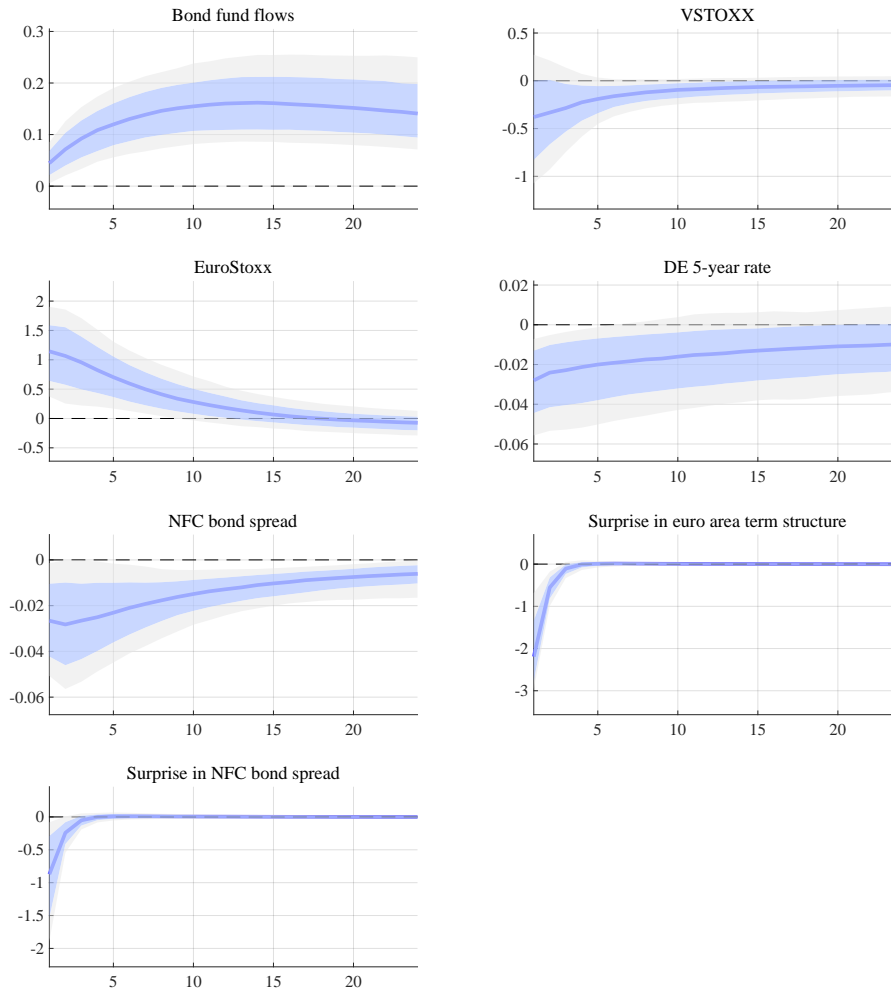 Bond fund flows
0.3
0.2
0.1
0
5 10 15 20
VSTOXX
0.5
0
-0.5
-1
5 10 15 20
EuroStoxx
2
1.5
1
0.5
0
-0.5
5 10 15 20
DE 5-year rate
0.02
0
-0.02
-0.04
-0.06
5 10 15 20
NFC bond spread
0
-0.02
-0.04
-0.06
5 10 15 20
Surprise in euro area term structure
0
-1
-2
-3
5 10 15 20
Surprise in NFC bond spread
0
-0.5
-1
-1.5
-2
5 10 15 20